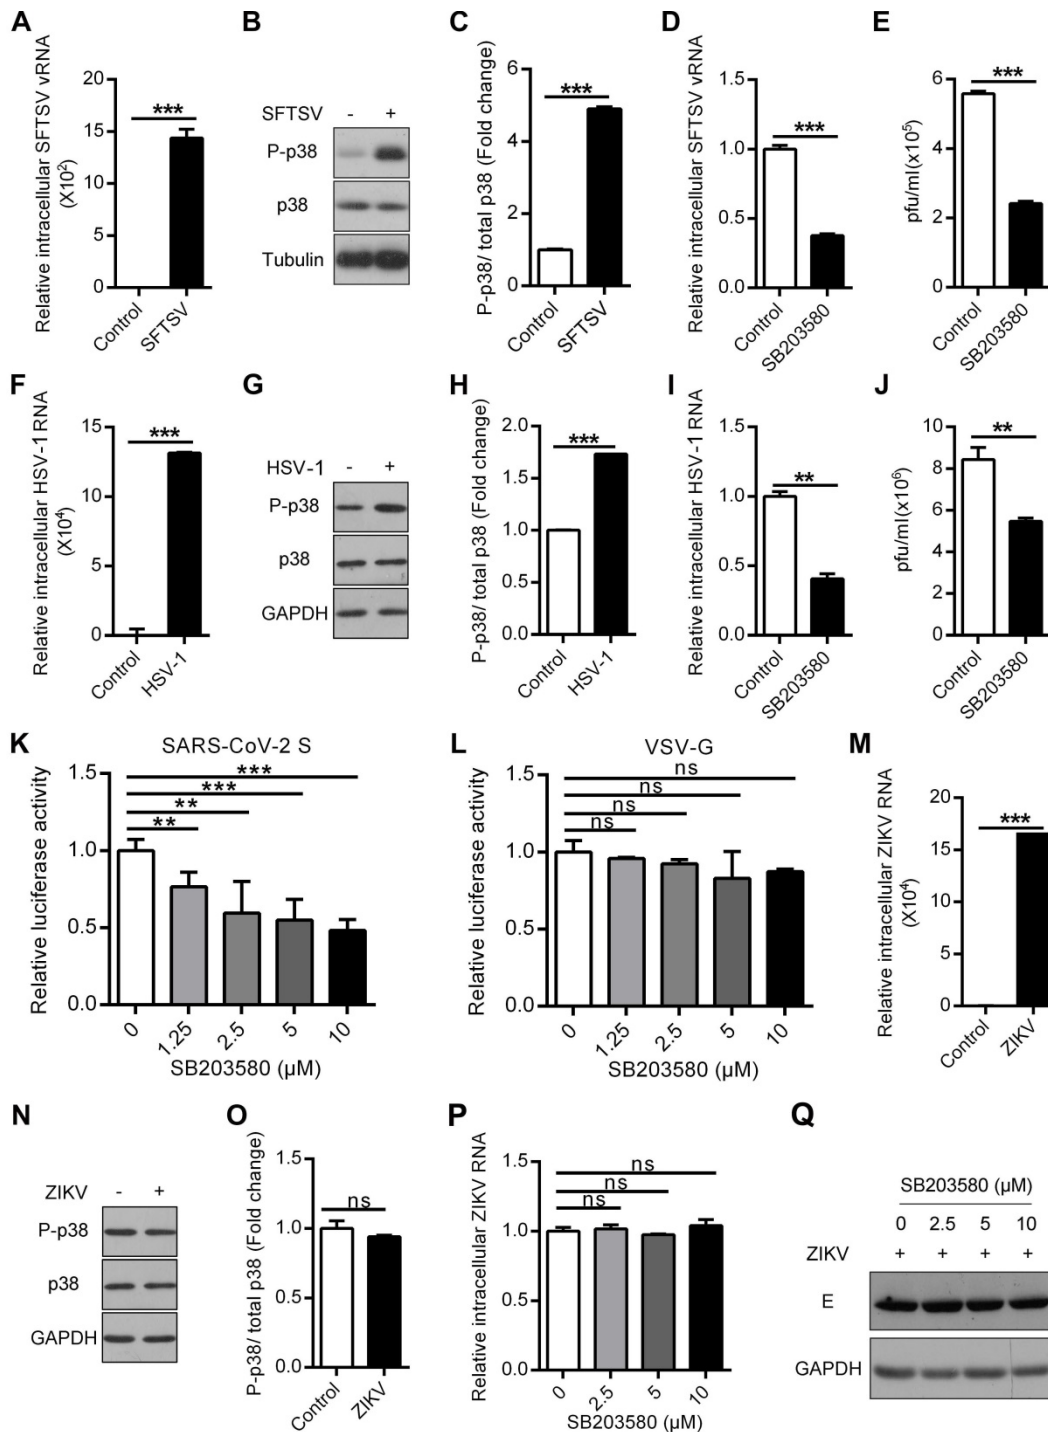 A
Relative intracellular SFTSV vRNA
(X10²)
20
15
10
5
0
***
Control
SFTSV
B
SFTSV - +
P-p38
p38
Tubulin
C
P-p38/ total p38 (Fold change)
6
4
2
0
***
Control
SFTSV
D
Relative intracellular SFTSV vRNA
1.5
1.0
0.5
0.0
***
Control
SB203580
E
pfu/ml(x10⁵)
6
4
2
0
***
Control
SB203580
F
Relative intracellular HSV-1 RNA
(X10⁴)
15
10
5
0
***
Control
HSV-1
G
HSV-1 - +
P-p38
p38
GAPDH
H
P-p38/ total p38 (Fold change)
2.0
1.5
1.0
0.5
0.0
***
Control
HSV-1
I
Relative intracellular HSV-1 RNA
1.5
1.0
0.5
0.0
**
Control
SB203580
J
pfu/ml(x10⁶)
10
8
6
4
2
0
**
Control
SB203580
K
SARS-CoV-2 S
Relative luciferase activity
1.5
1.0
0.5
0.0
***
***
**
**
0 1.25 2.5 5 10
SB203580 (µM)
L
VSV-G
Relative luciferase activity
1.5
1.0
0.5
0.0
ns
ns
ns
ns
0 1.25 2.5 5 10
SB203580 (µM)
M
Relative intracellular ZIKV RNA
(X10⁴)
20
15
10
5
0
***
Control
ZIKV
N
ZIKV - +
P-p38
p38
GAPDH
O
P-p38/ total p38 (Fold change)
1.5
1.0
0.5
0.0
ns
Control
ZIKV
P
Relative intracellular ZIKV RNA
1.5
1.0
0.5
0.0
ns
ns
ns
0 2.5 5 10
SB203580 (µM)
Q
SB203580 (µM)
0 2.5 5 10
ZIKV + + + +
E
GAPDH